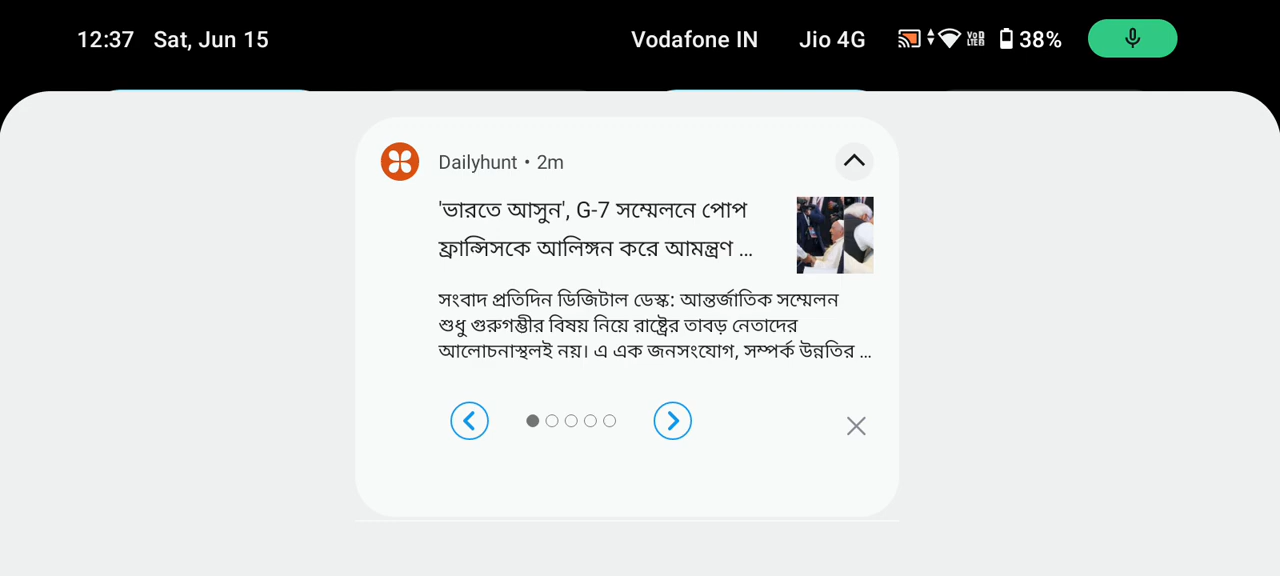 12:37 Sat, Jun 15 Vodafone IN Jio 4G VoD LTE2 38%
Dailyhunt • 2m
'ভারতে আসুন', G-7 সম্মেলনে পোপ
ফ্রান্সিসকে আলিঙ্গন করে আমন্ত্রণ ...
সংবাদ প্রতিদিন ডিজিটাল ডেস্ক: আন্তর্জাতিক সম্মেলন
শুধু গুরুগম্ভীর বিষয় নিয়ে রাষ্ট্রের তাবড় নেতাদের
আলোচনাস্থলই নয়। এ এক জনসংযোগ, সম্পর্ক উন্নতির ...